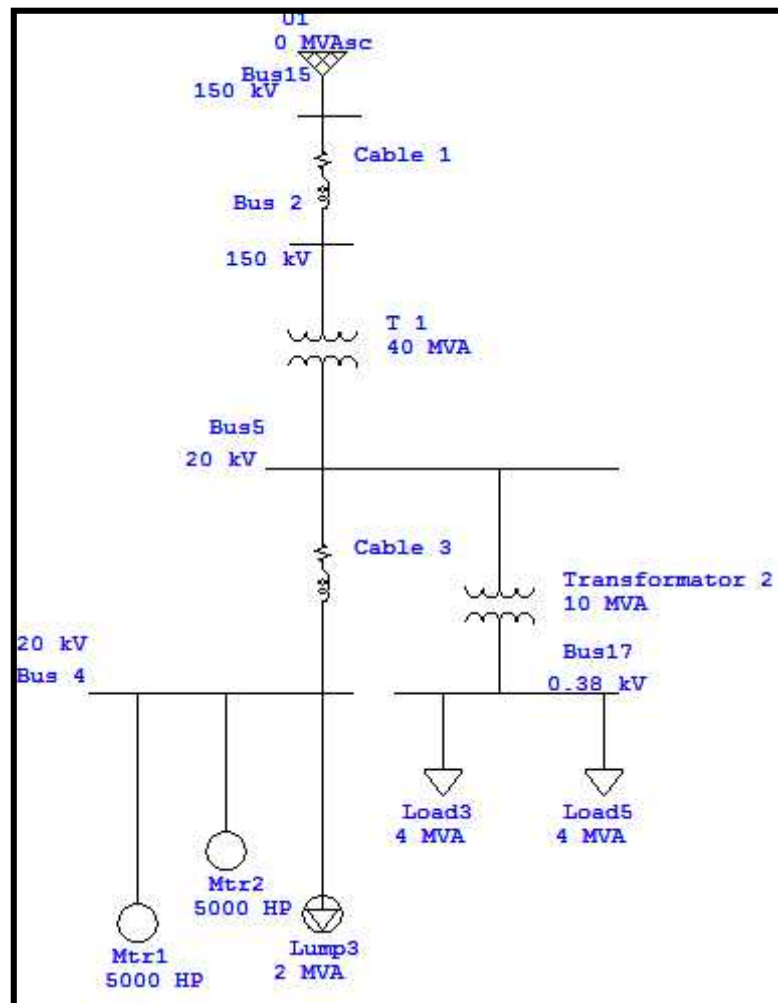 U1
0 MVAsc
Bus15
150 kV
Cable 1
Bus 2
150 kV
T 1
40 MVA
Bus5
20 kV
Cable 3
Transformator 2
10 MVA
20 kV
Bus 4
Bus17
0.38 kV
Load3
4 MVA
Load5
4 MVA
Mtr2
5000 HP
Mtr1
5000 HP
Lump3
2 MVA